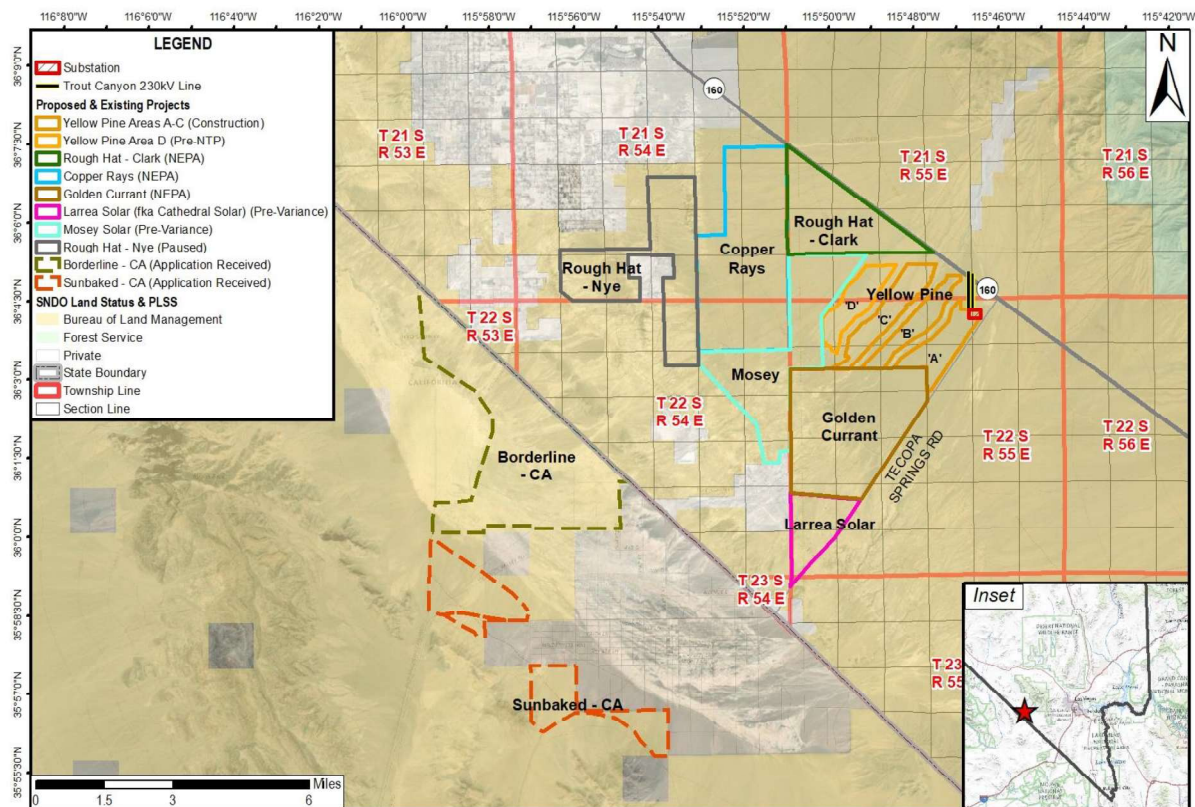 116°8'0"W 116°6'0"W 116°4'0"W 116°2'0"W 116°0'0"W 115°58'0"W 115°56'0"W 115°54'0"W 115°52'0"W 115°50'0"W 115°48'0"W 115°46'0"W 115°44'0"W 115°42'0"W
36°9'0"N
36°7'30"N
36°6'0"N
36°4'30"N
36°3'0"N
36°1'30"N
36°0'0"N
35°58'30"N
35°57'0"N
35°55'30"N
LEGEND
Substation
Trout Canyon 230kV Line
Proposed & Existing Projects
Yellow Pine Areas A-C (Construction)
Yellow Pine Area D (Pre-NTP)
Rough Hat - Clark (NEPA)
Copper Rays (NEPA)
Golden Currant (NEPA)
Larrea Solar (fka Cathedral Solar) (Pre-Variance)
Mosey Solar (Pre-Variance)
Rough Hat - Nye (Paused)
Borderline - CA (Application Received)
Sunbaked - CA (Application Received)
SNDO Land Status & PLSS
Bureau of Land Management
Forest Service
Private
State Boundary
Township Line
Section Line
N
160
T 21 S
R 53 E
T 21 S
R 54 E
T 21 S
R 55 E
T 21 S
R 56 E
Rough Hat
- Clark
Copper
Rays
Rough Hat
- Nye
Yellow Pine
160
'D'
'C'
'B'
'A'
T 22 S
R 53 E
Mosey
T 22 S
R 54 E
Golden
Currant
TECOPA
SPRINGS RD
T 22 S
R 55 E
T 22 S
R 56 E
CALIFORNIA
Borderline
- CA
Larrea Solar
T 23 S
R 54 E
T 23
R 55
Sunbaked - CA
Inset
0 1.5 3 6 Miles